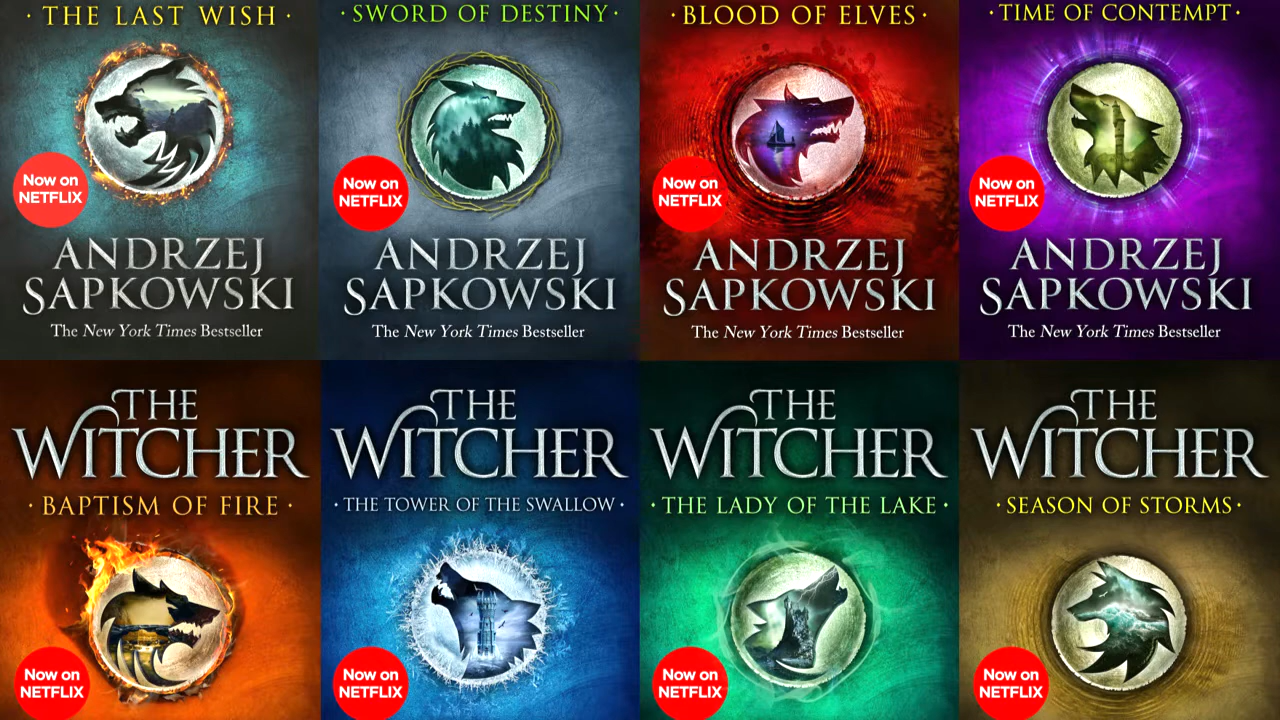 · THE LAST WISH ·
Now on
NETFLIX
ANDRZEJ
SAPKOWSKI
The New York Times Bestseller
· SWORD OF DESTINY ·
Now on
NETFLIX
ANDRZEJ
SAPKOWSKI
The New York Times Bestseller
· BLOOD OF ELVES ·
Now on
NETFLIX
ANDRZEJ
SAPKOWSKI
The New York Times Bestseller
· TIME OF CONTEMPT ·
Now on
NETFLIX
ANDRZEJ
SAPKOWSKI
The New York Times Bestseller
THE
WITCHER
· BAPTISM OF FIRE ·
Now on
NETFLIX
THE
WITCHER
· THE TOWER OF THE SWALLOW ·
Now on
NETFLIX
THE
WITCHER
· THE LADY OF THE LAKE ·
Now on
NETFLIX
THE
WITCHER
· SEASON OF STORMS ·
Now on
NETFLIX